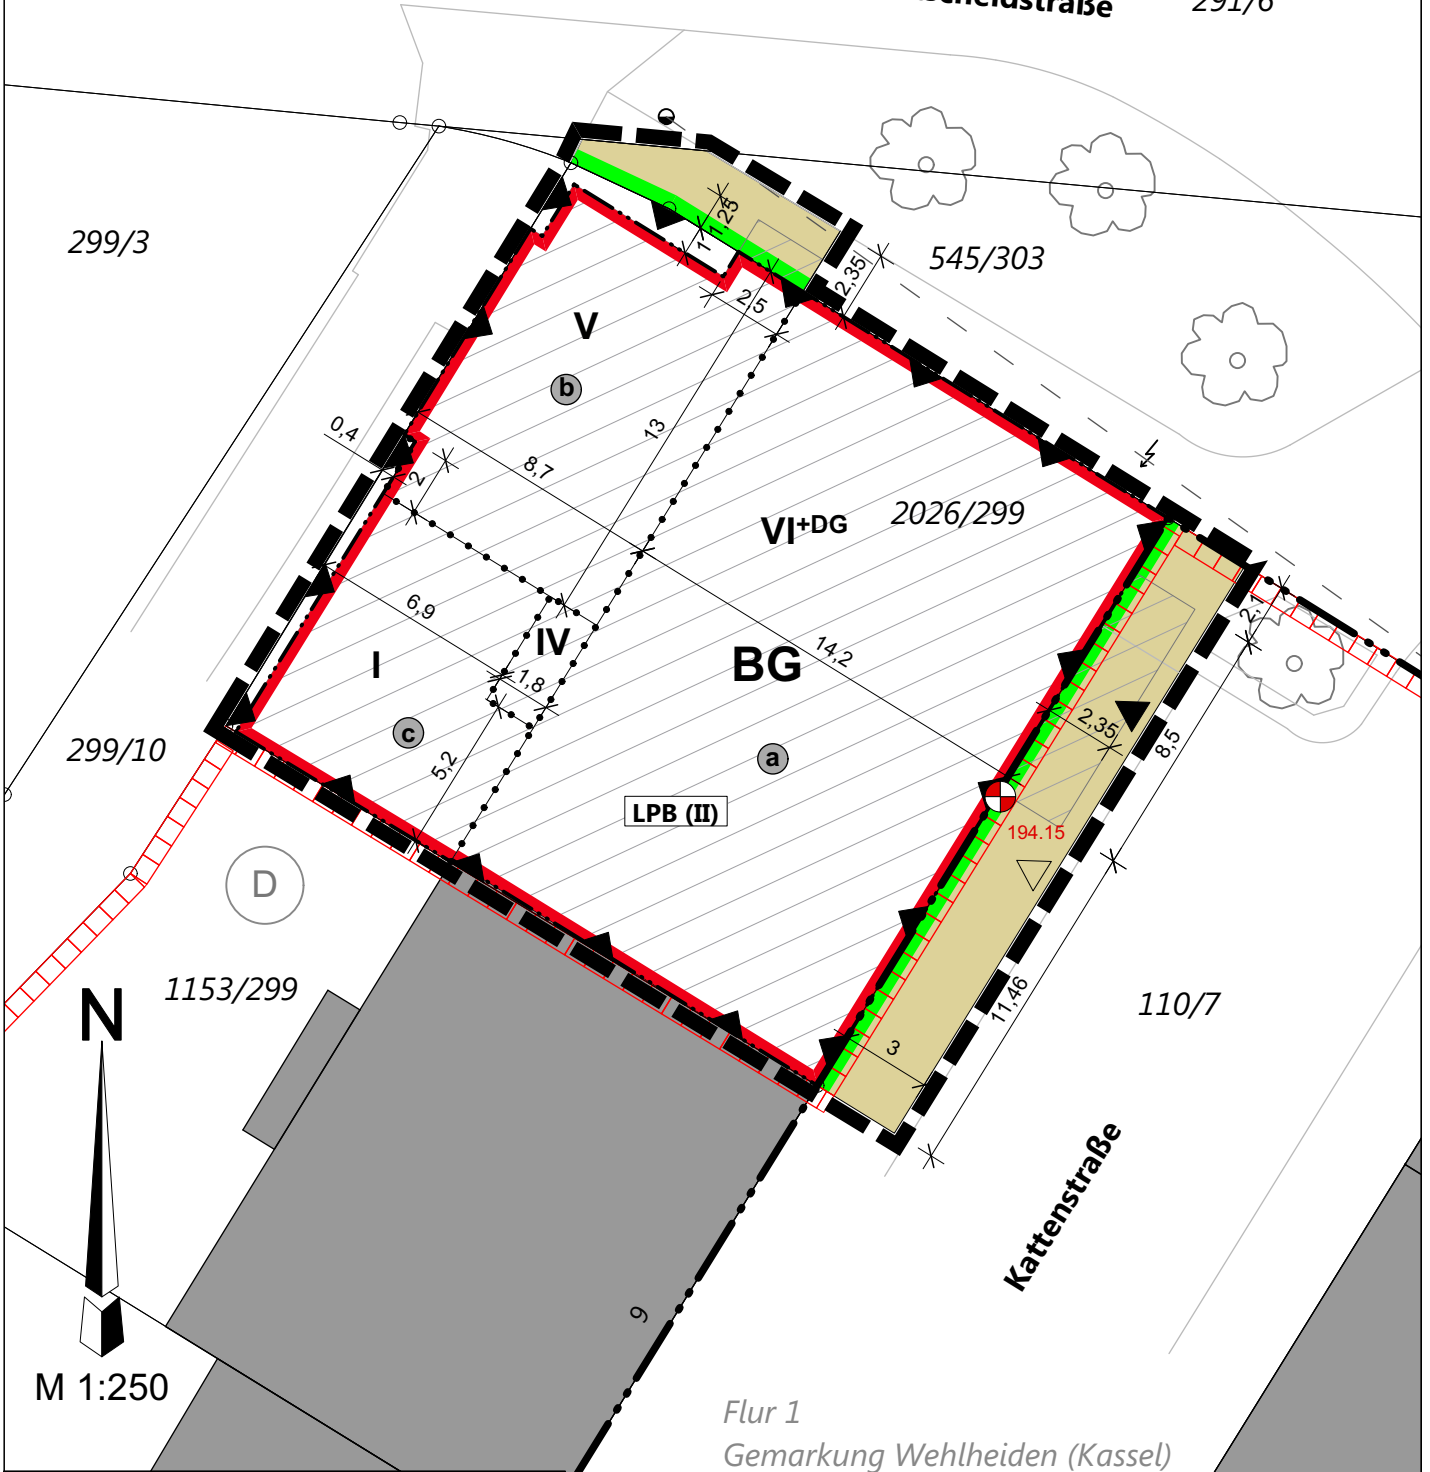 291/6
299/3
545/303
1,25
1
2,35
2,5
V
b
13
0,4
8,7
2
VI+DG
2026/299
6,9
IV
I
BG
14,2
1,8
2,1
c
a
2,35
8,5
299/10
5,2
LPB (II)
194.15
D
1153/299
11,46
110/7
N
3
Kattenstraße
9
M 1:250
Flur 1
Gemarkung Wehlheiden (Kassel)